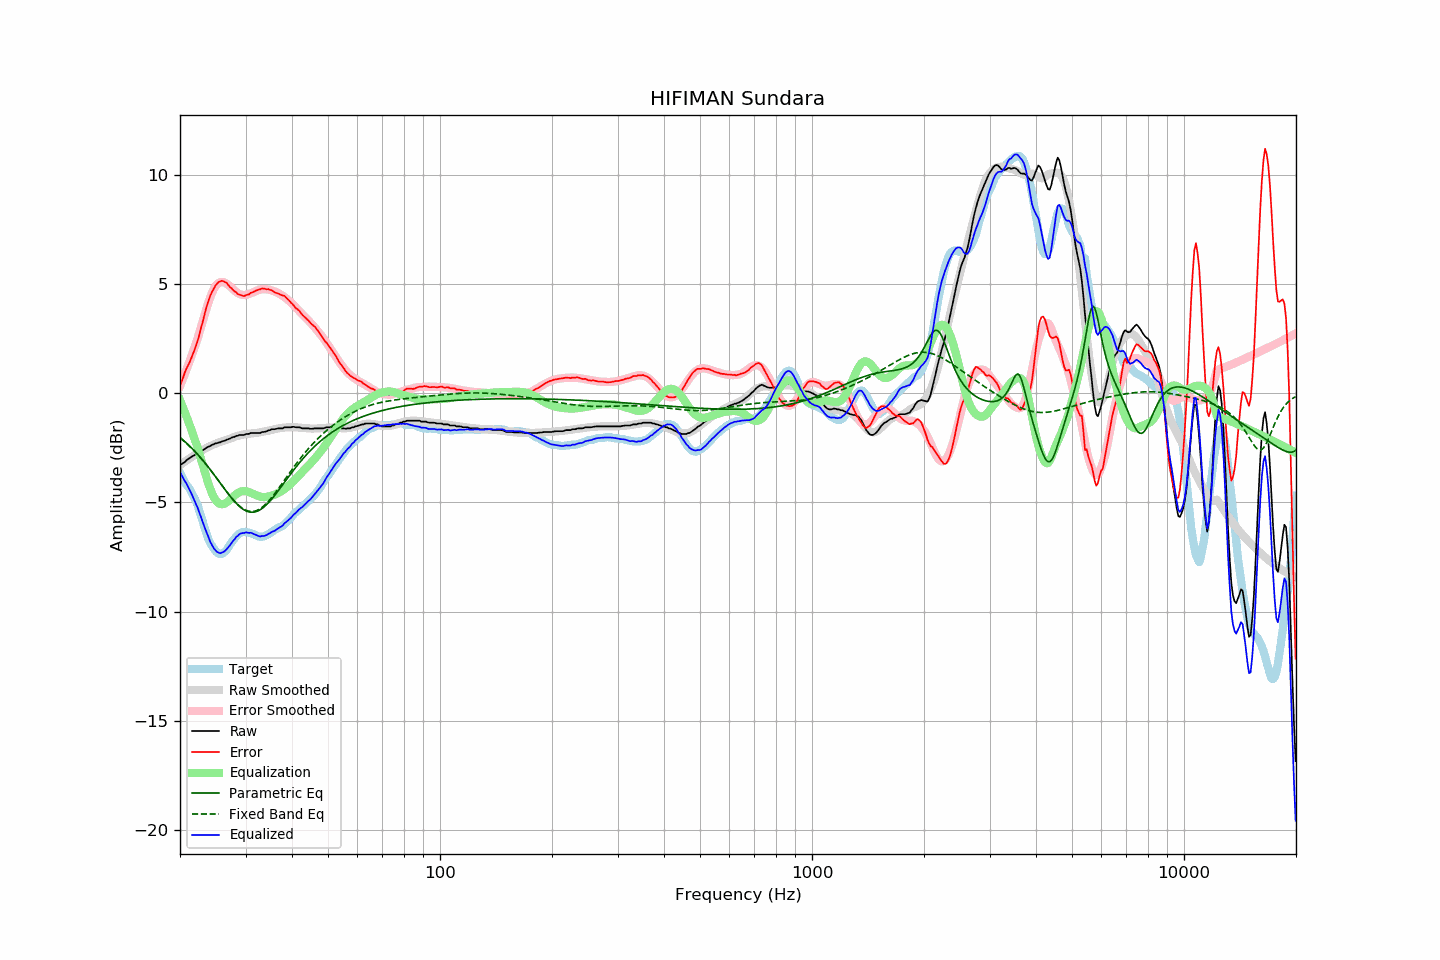 HIFIMAN Sundara
Amplitude (dBr)
10
5
0
−5
−10
−15
−20
Target
Raw Smoothed
Error Smoothed
Raw
Error
Equalization
Parametric Eq
Fixed Band Eq
Equalized
100
1000
10000
Frequency (Hz)